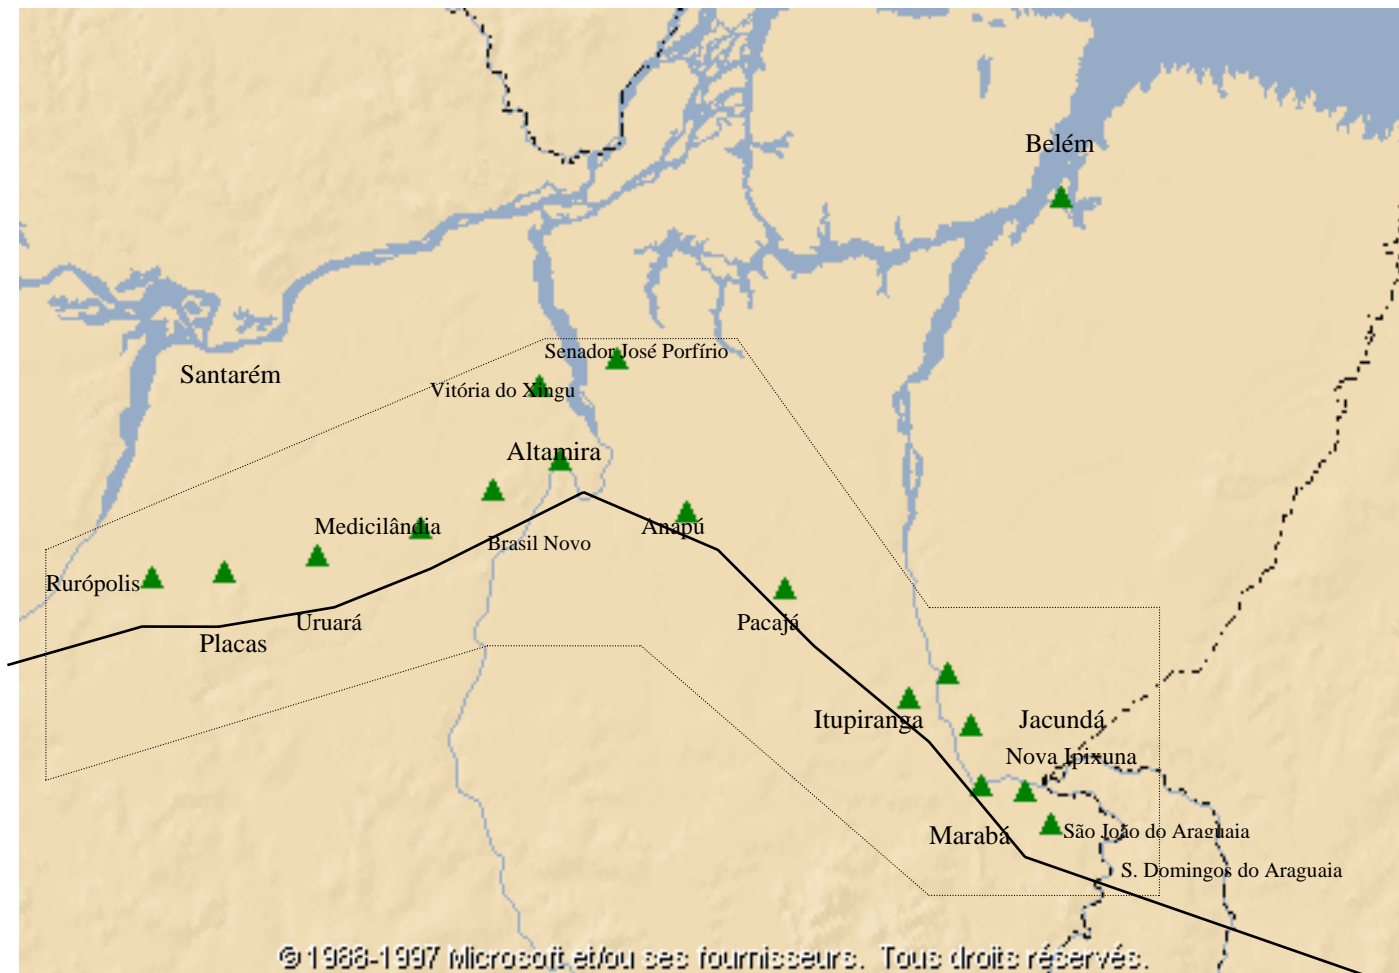 Belém
Senador José Porfírio
Santarém
Vitória do Xingu
Altamira
Medicilândia
Anapú
Brasil Novo
Rurópolis
Uruará
Pacajá
Placas
Itupiranga
Jacundá
Nova Ipixuna
Marabá
São João do Araguaia
S. Domingos do Araguaia
© 1988-1997 Microsoft et/ou ses fournisseurs. Tous droits réservés.